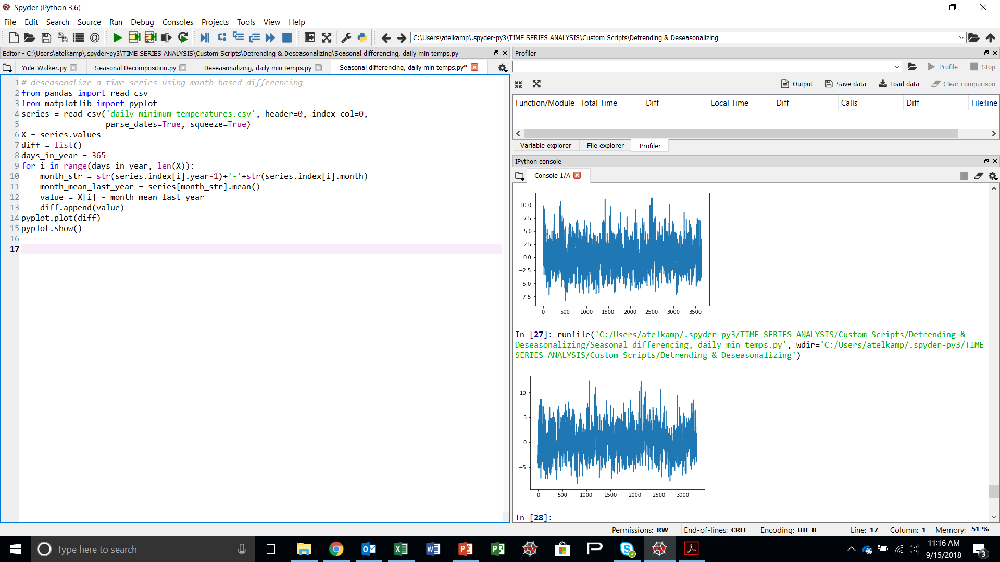 Spyder (Python 3.6)
File Edit Search Source Run Debug Consoles Projects Tools View Help
C:\Users\atelkamp\.spyder-py3\TIME SERIES ANALYSIS\Custom Scripts\Detrending & Deseasonalizing
Editor - C:\Users\atelkamp\.spyder-py3\TIME SERIES ANALYSIS\Custom Scripts\Detrending & Deseasonalizing\Seasonal differencing, daily min temps.py
Yule-Walker.py Seasonal Decomposition.py Deseasonalizing, daily min temps.py Seasonal differencing, daily min temps.py*
1 # deseasonalize a time series using month-based differencing
2 from pandas import read_csv
3 from matplotlib import pyplot
4 series = read_csv('daily-minimum-temperatures.csv', header=0, index_col=0,
5 parse_dates=True, squeeze=True)
6 X = series.values
7 diff = list()
8 days_in_year = 365
9 for i in range(days_in_year, len(X)):
10 month_str = str(series.index[i].year-1)+'-'+str(series.index[i].month)
11 month_mean_last_year = series[month_str].mean()
12 value = X[i] - month_mean_last_year
13 diff.append(value)
14 pyplot.plot(diff)
15 pyplot.show()
16
17
Profiler
Profile Stop
Output Save data Load data Clear comparison
Function/Module Total Time Diff Local Time Diff Calls Diff File:line
Variable explorer File explorer Profiler
IPython console
Console 1/A
10.0
7.5
5.0
2.5
0.0
−2.5
−5.0
−7.5
0 500 1000 1500 2000 2500 3000 3500
In [27]: runfile('C:/Users/atelkamp/.spyder-py3/TIME SERIES ANALYSIS/Custom Scripts/Detrending &
Deseasonalizing/Seasonal differencing, daily min temps.py', wdir='C:/Users/atelkamp/.spyder-py3/TIME
SERIES ANALYSIS/Custom Scripts/Detrending & Deseasonalizing')
10
5
0
−5
0 500 1000 1500 2000 2500 3000
In [28]:
Permissions: RW End-of-lines: CRLF Encoding: UTF-8 Line: 17 Column: 1 Memory: 51 %
Type here to search
11:16 AM
9/15/2018
3